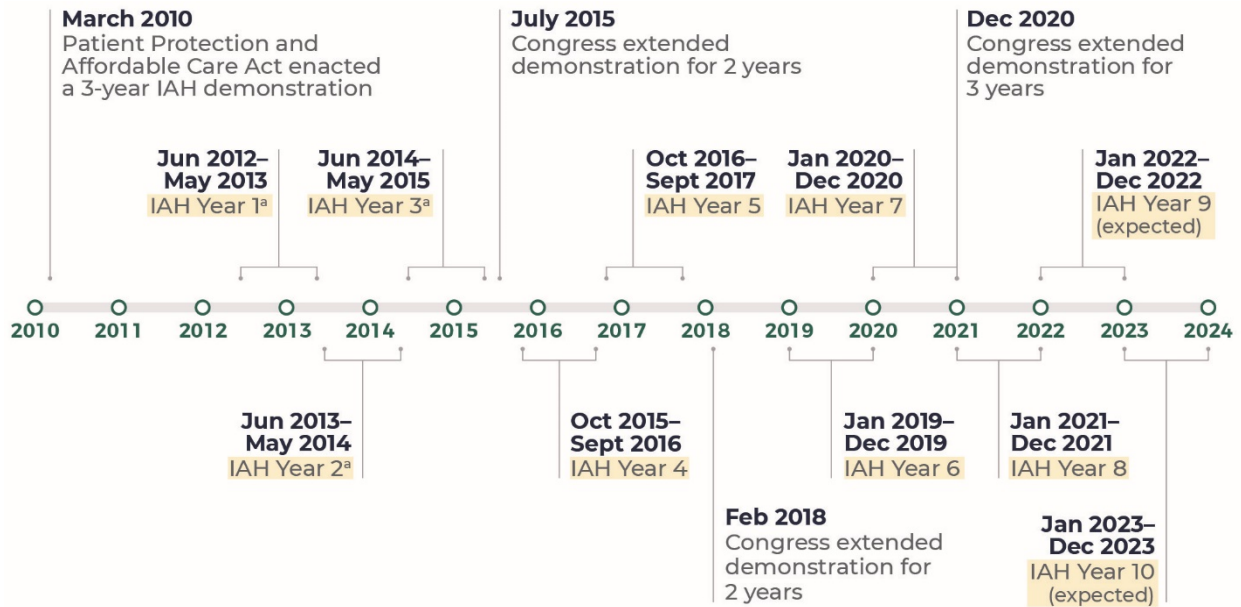 March 2010
Patient Protection and
Affordable Care Act enacted
a 3-year IAH demonstration
July 2015
Congress extended
demonstration for 2 years
Dec 2020
Congress extended
demonstration for
3 years
Jun 2012–
May 2013
IAH Year 1ª
Jun 2014–
May 2015
IAH Year 3ª
Oct 2016–
Sept 2017
IAH Year 5
Jan 2020–
Dec 2020
IAH Year 7
Jan 2022–
Dec 2022
IAH Year 9
(expected)
2010 2011 2012 2013 2014 2015 2016 2017 2018 2019 2020 2021 2022 2023 2024
Jun 2013–
May 2014
IAH Year 2ª
Oct 2015–
Sept 2016
IAH Year 4
Jan 2019–
Dec 2019
IAH Year 6
Jan 2021–
Dec 2021
IAH Year 8
Feb 2018
Congress extended
demonstration for
2 years
Jan 2023–
Dec 2023
IAH Year 10
(expected)